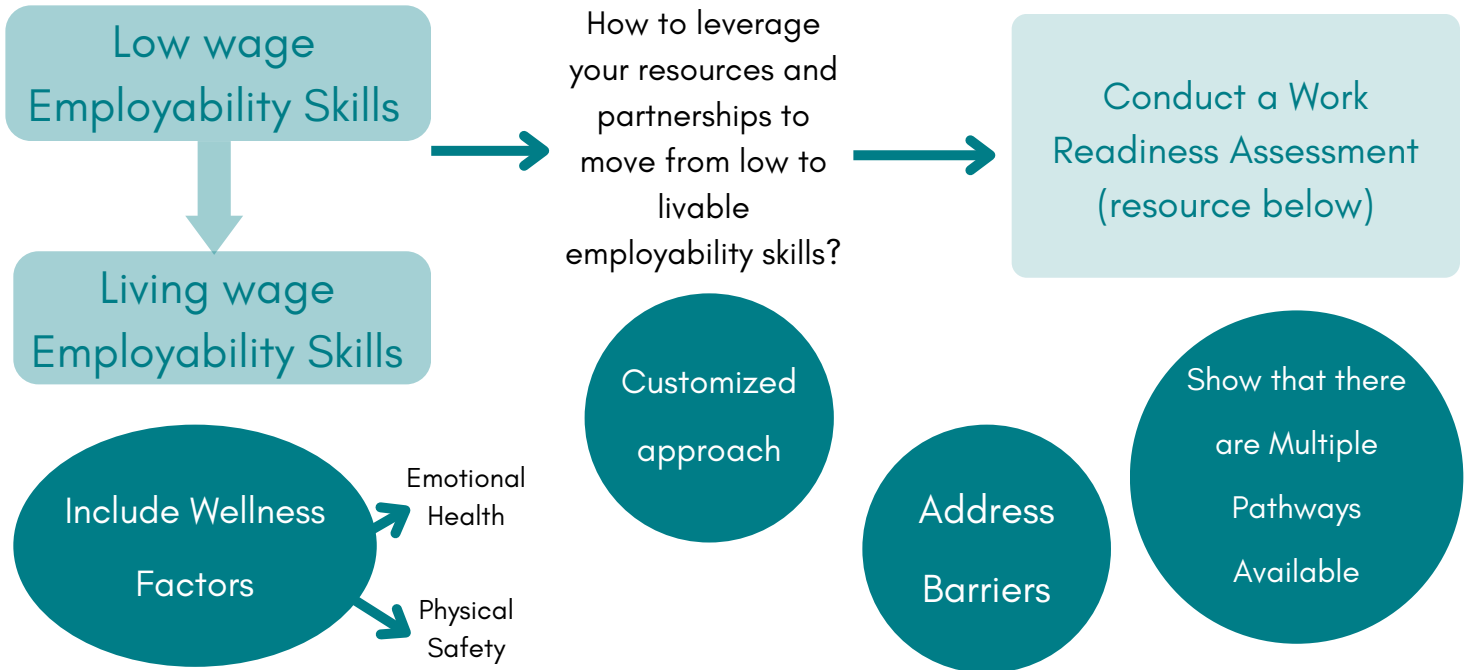 Low wage
Employability Skills
Living wage
Employability Skills
How to leverage
your resources and
partnerships to
move from low to
livable
employability skills?
Conduct a Work
Readiness Assessment
(resource below)
Include Wellness
Factors
Emotional
Health
Physical
Safety
Customized
approach
Address
Barriers
Show that there
are Multiple
Pathways
Available